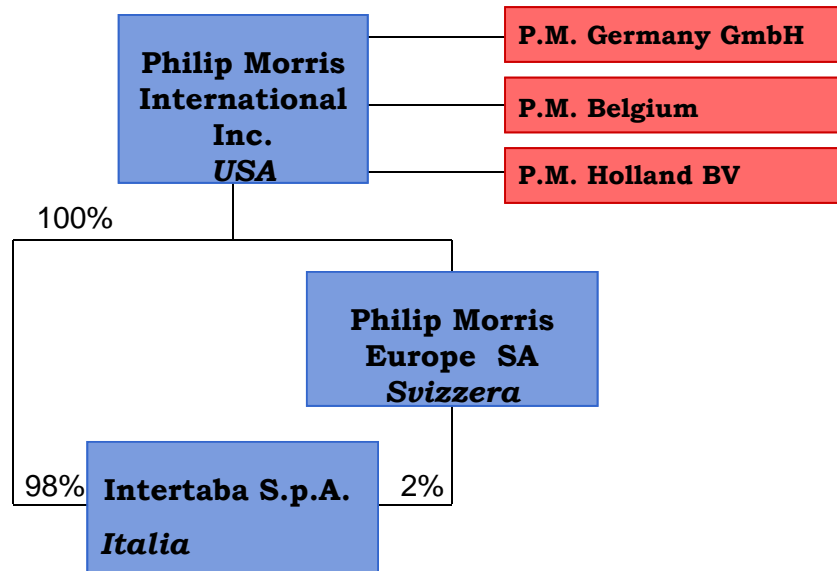 Philip Morris
International
Inc.
USA
P.M. Germany GmbH
P.M. Belgium
P.M. Holland BV
100%
Philip Morris
Europe SA
Svizzera
98%
Intertaba S.p.A.
Italia
2%